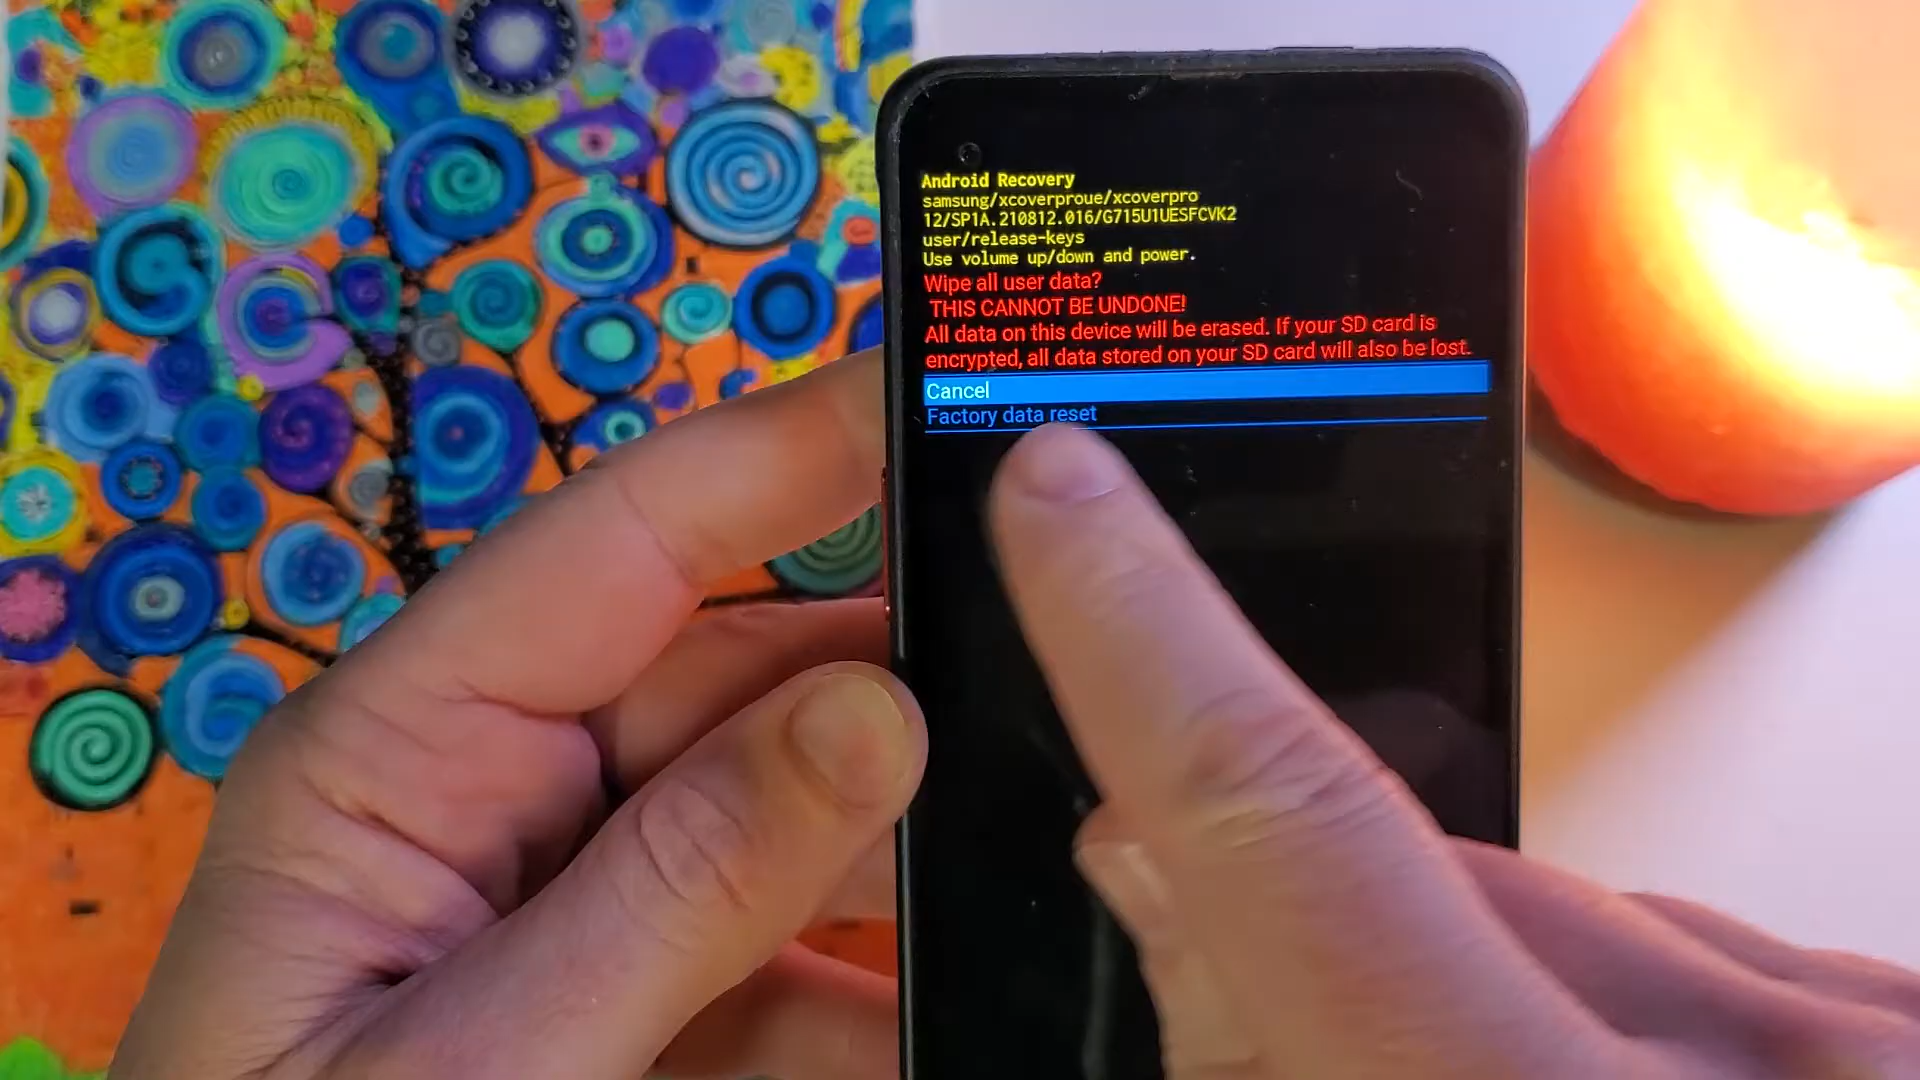 Android Recovery
samsung/xcoverproue/xcoverpro
12/SP1A.210812.016/G715U1UESFCVK2
user/release-keys
Use volume up/down and power.
Wipe all user data?
THIS CANNOT BE UNDONE!
All data on this device will be erased. If your SD card is
encrypted, all data stored on your SD card will also be lost.
Cancel
Factory data reset